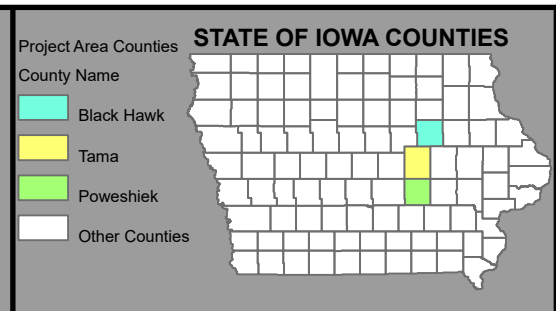 STATE OF IOWA COUNTIES
Project Area Counties
County Name
Black Hawk
Tama
Poweshiek
Other Counties